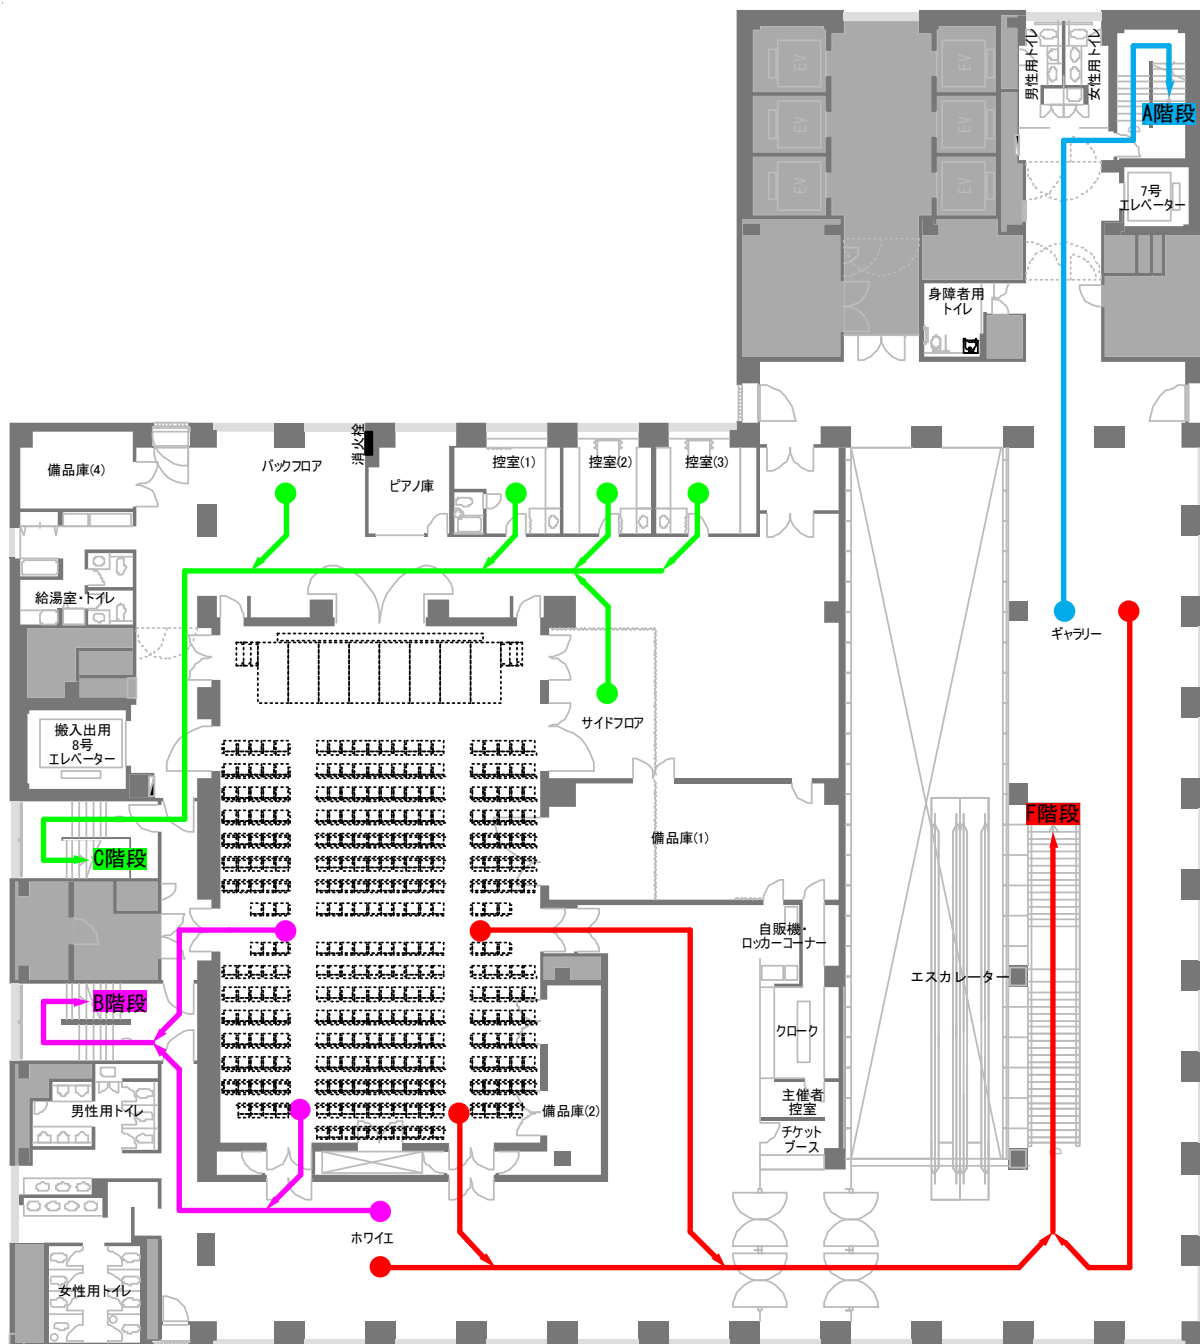 EV
EV
男性用トイレ
女性用トイレ
A階段
EV
EV
EV
EV
7号
エレベーター
身障者用
トイレ
備品庫(4)
バックフロア
消火栓
ピアノ庫
控室(1)
控室(2)
控室(3)
給湯室・トイレ
ギャラリー
サイドフロア
搬入出用
8号
エレベーター
F階段
備品庫(1)
C階段
自販機・
ロッカーコーナー
エスカレーター
B階段
クローク
男性用トイレ
備品庫(2)
主催者
控室
チケット
ブース
ホワイエ
女性用トイレ